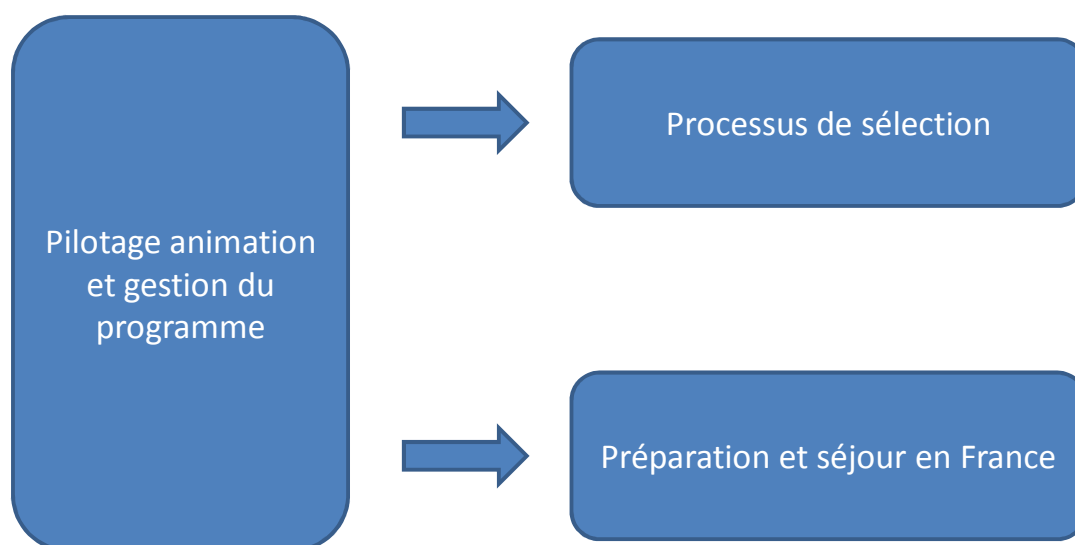 Pilotage animation
et gestion du
programme
Processus de sélection
Préparation et séjour en France